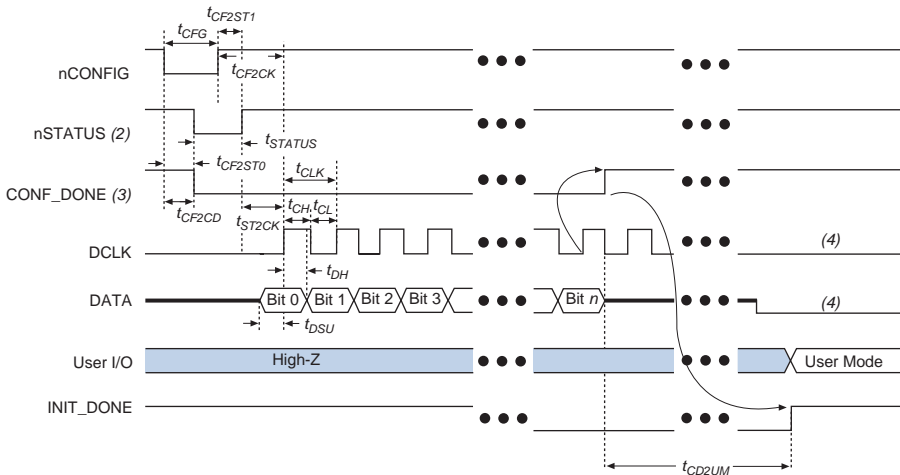 tCF2ST1
tCFG
tCF2CK
nCONFIG
nSTATUS (2)
tSTATUS
tCF2ST0
tCLK
CONF_DONE (3)
tCF2CD
tST2CK
tCH
tCL
DCLK
(4)
tDH
DATA
Bit 0
Bit 1
Bit 2
Bit 3
Bit n
(4)
tDSU
User I/O
High-Z
User Mode
INIT_DONE
tCD2UM